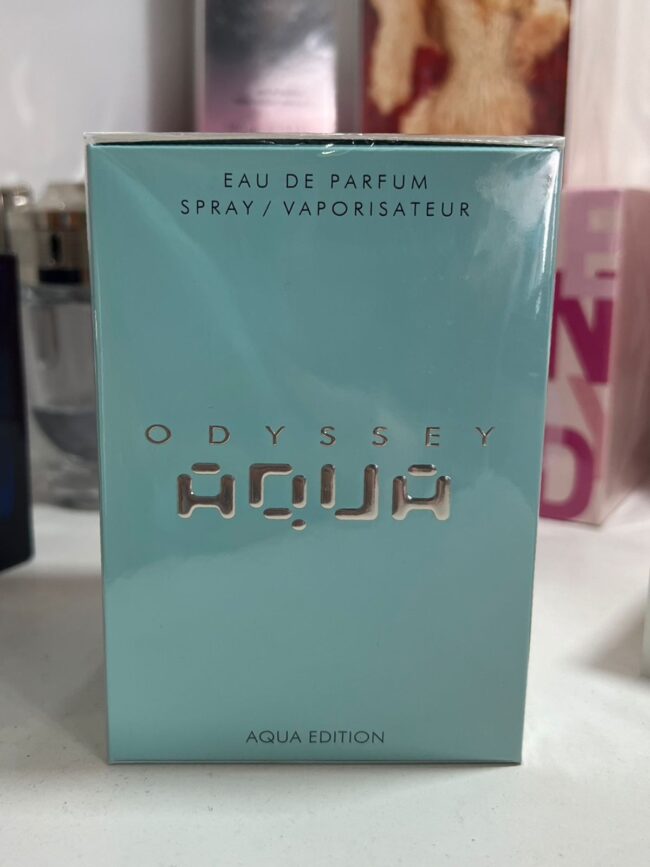 EAU DE PARFUM
SPRAY / VAPORISATEUR
ODYSSEY
AQUA
AQUA EDITION